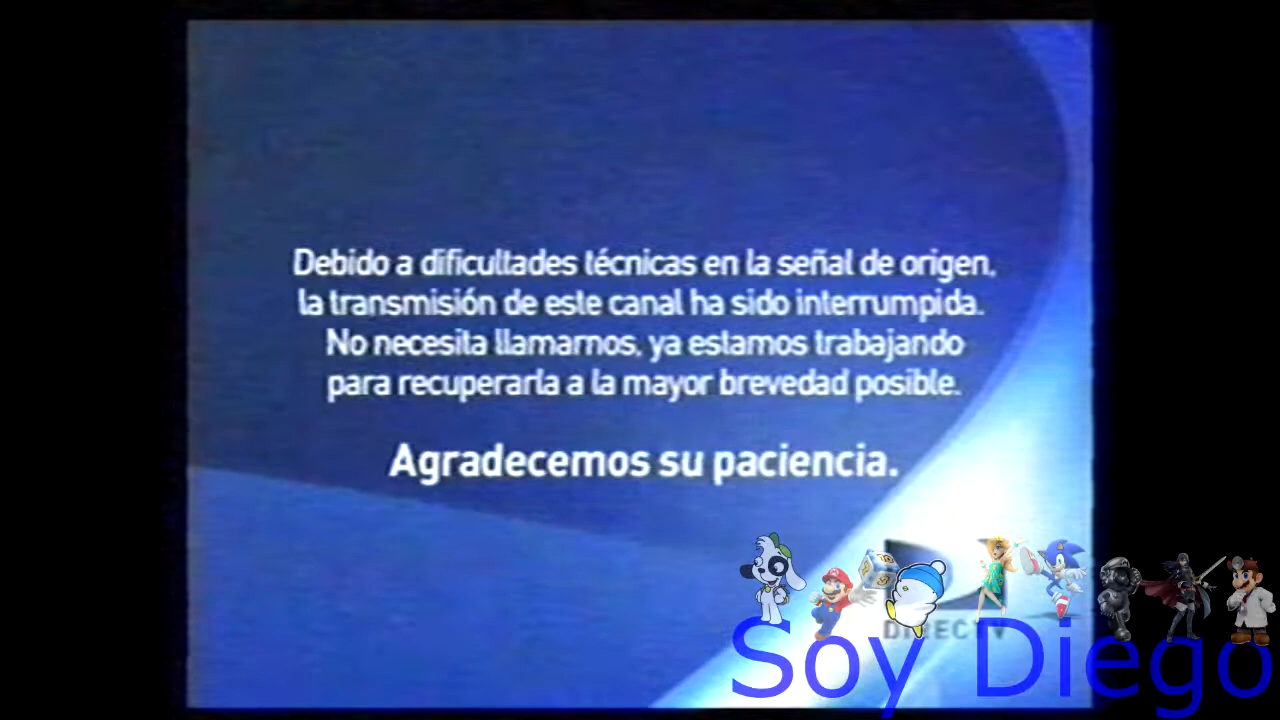 Debido a dificultades técnicas en la señal de origen,
la transmisión de este canal ha sido interrumpida.
No necesita llamarnos, ya estamos trabajando
para recuperarla a la mayor brevedad posible.
Agradecemos su paciencia.
DIRECTV
Soy Diego